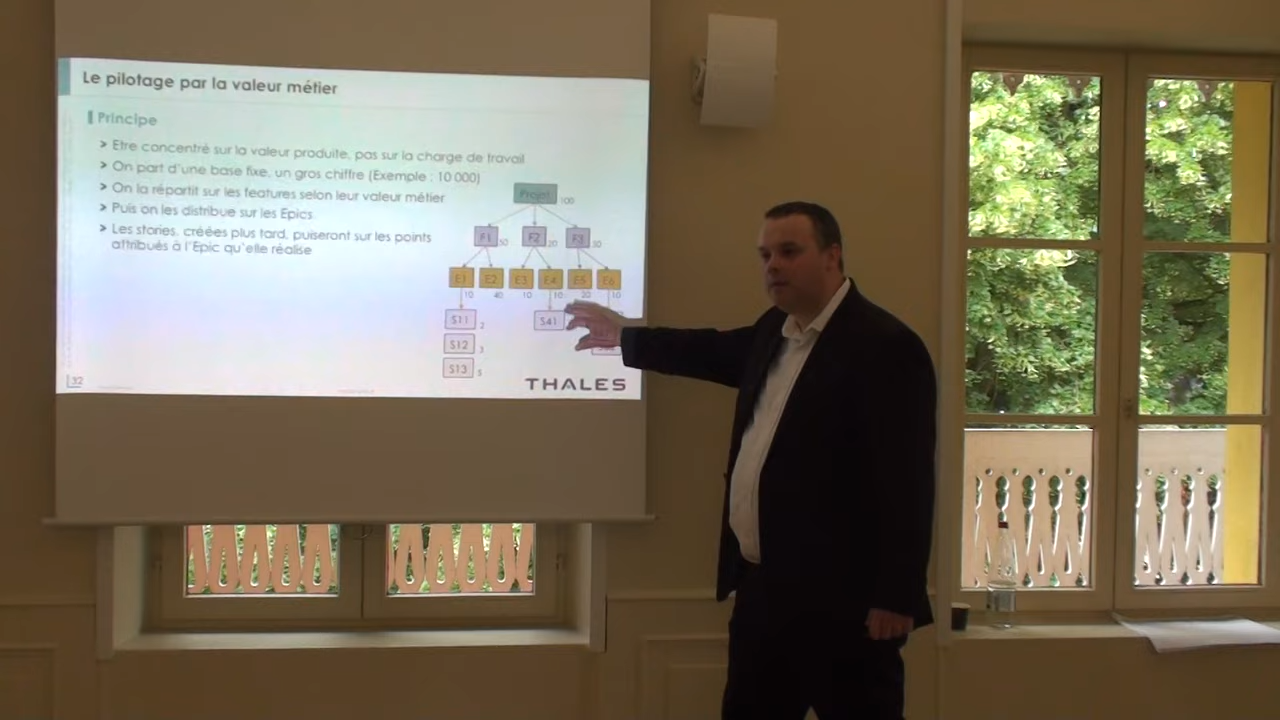 Le pilotage par la valeur métier
Principe
> Etre concentré sur la valeur produite, pas sur la charge de travail
> On part d'une base fixe, un gros chiffre (Exemple : 10 000)
> On la répartit sur les features selon leur valeur métier
> Puis on les distribue sur les Epics
> Les stories, créées plus tard, puiseront sur les points
attribués à l'Epic qu'elle réalise
Projet 100
F1 50 F2 20 F3 30
E1 E2 E3 E4 E5 E6
10 40 10 10 20 10
S11 2 S41
S12 3
S13 5
32
THALES